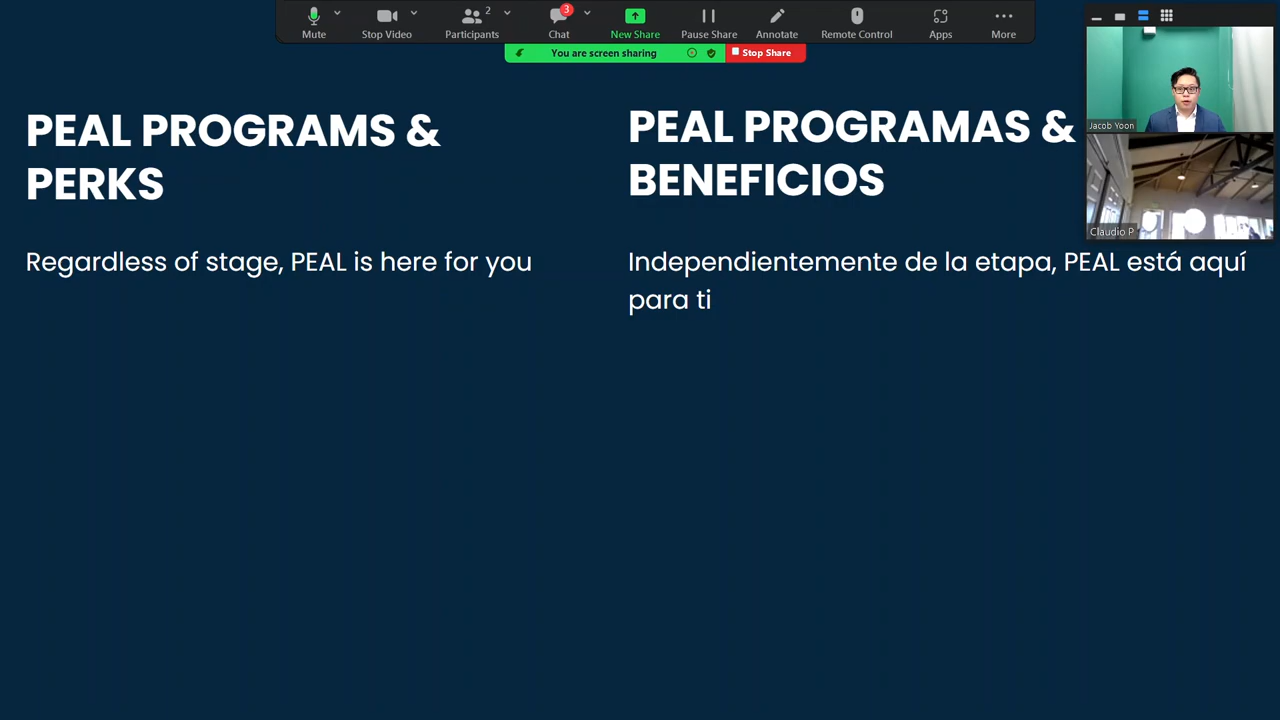 Mute
Stop Video
Participants
2
Chat
3
New Share
Pause Share
Annotate
Remote Control
Apps
More
You are screen sharing
Stop Share
Jacob Yoon
Claudio P
PEAL PROGRAMS &
PERKS
Regardless of stage, PEAL is here for you
PEAL PROGRAMAS &
BENEFICIOS
Independientemente de la etapa, PEAL está aquí
para ti